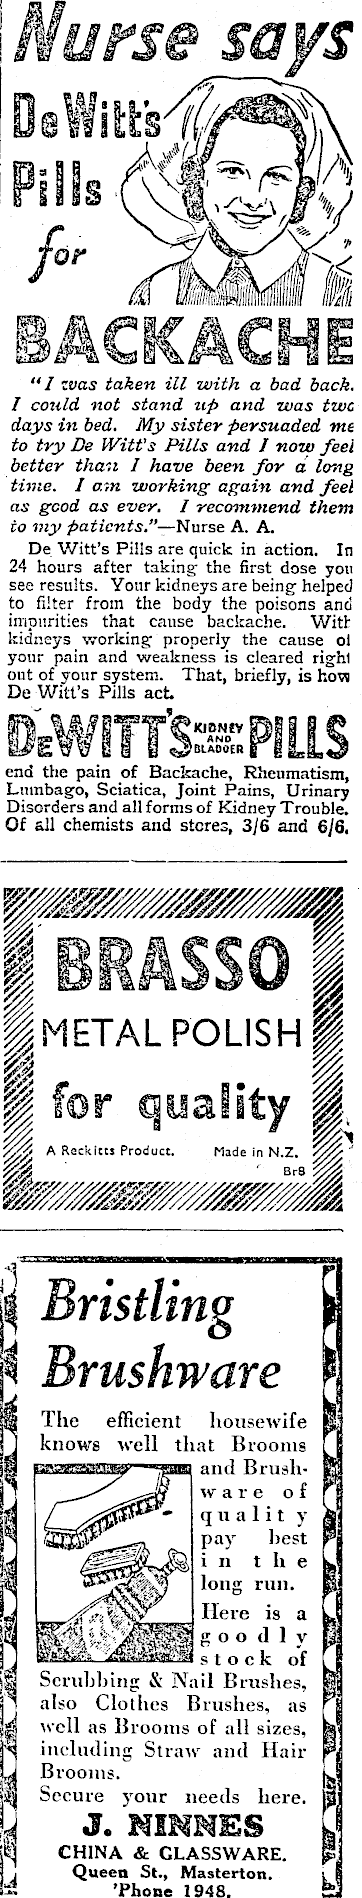 Nurse says
De Witt's
Pills
for
BACKACHE
"I was taken ill with a bad back.
I could not stand up and was two
days in bed. My sister persuaded me
to try De Witt's Pills and I now feel
better than I have been for a long
time. I am working again and feel
as good as ever. I recommend them
to my patients."—Nurse A. A.
De Witt's Pills are quick in action. In
24 hours after taking the first dose you
see results. Your kidneys are being helped
to filter from the body the poisons and
impurities that cause backache. With
kidneys working properly the cause of
your pain and weakness is cleared right
out of your system. That, briefly, is how
De Witt's Pills act.
DeWITT'S KIDNEY AND BLADDER PILLS
end the pain of Backache, Rheumatism,
Lumbago, Sciatica, Joint Pains, Urinary
Disorders and all forms of Kidney Trouble.
Of all chemists and stores, 3/6 and 6/6.
BRASSO
METAL POLISH
for quality
A Reckitts Product. Made in N.Z.
Br8
Bristling
Brushware
The efficient housewife
knows well that Brooms
and Brush-
ware of
quality
pay best
in the
long run.
Here is a
goodly
stock of
Scrubbing & Nail Brushes,
also Clothes Brushes, as
well as Brooms of all sizes,
including Straw and Hair
Brooms.
Secure your needs here.
J. NINNES
CHINA & GLASSWARE.
Queen St., Masterton.
'Phone 1948.